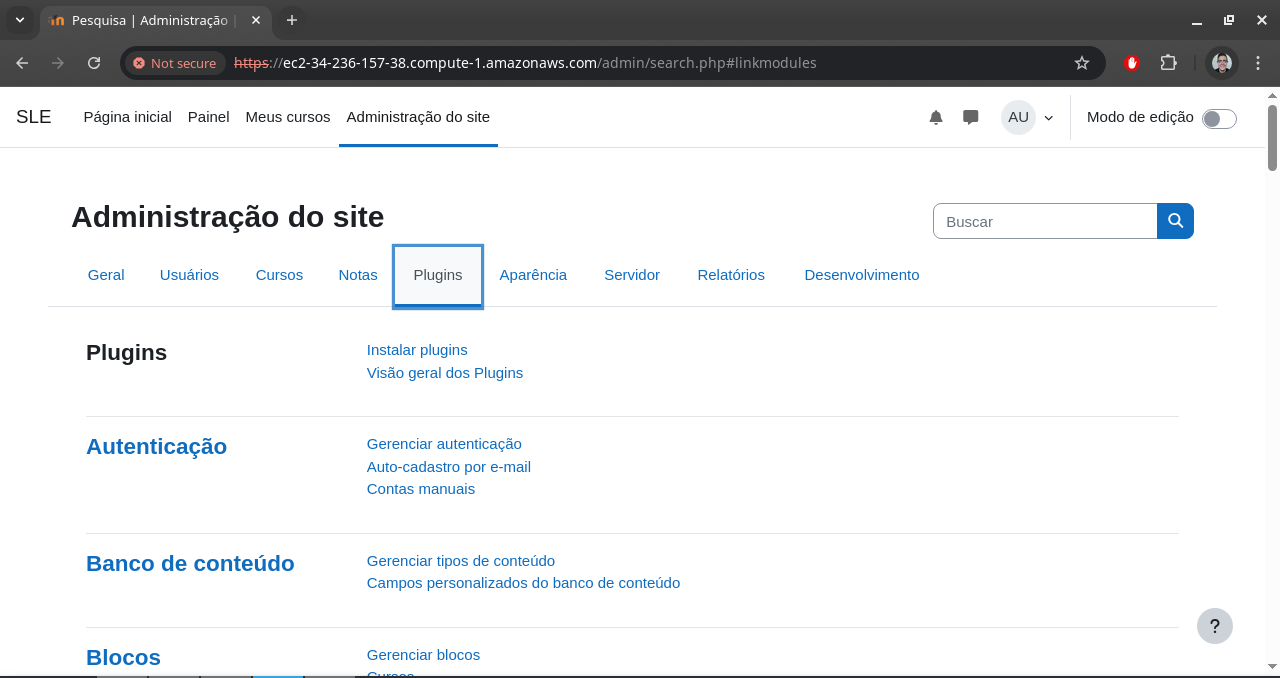 Pesquisa | Administração |
Not secure https://ec2-34-236-157-38.compute-1.amazonaws.com/admin/search.php#linkmodules
SLE Página inicial Painel Meus cursos Administração do site AU Modo de edição
Administração do site
Buscar
Geral Usuários Cursos Notas Plugins Aparência Servidor Relatórios Desenvolvimento
Plugins
Instalar plugins
Visão geral dos Plugins
Autenticação
Gerenciar autenticação
Auto-cadastro por e-mail
Contas manuais
Banco de conteúdo
Gerenciar tipos de conteúdo
Campos personalizados do banco de conteúdo
?
Blocos
Gerenciar blocos
Cursos